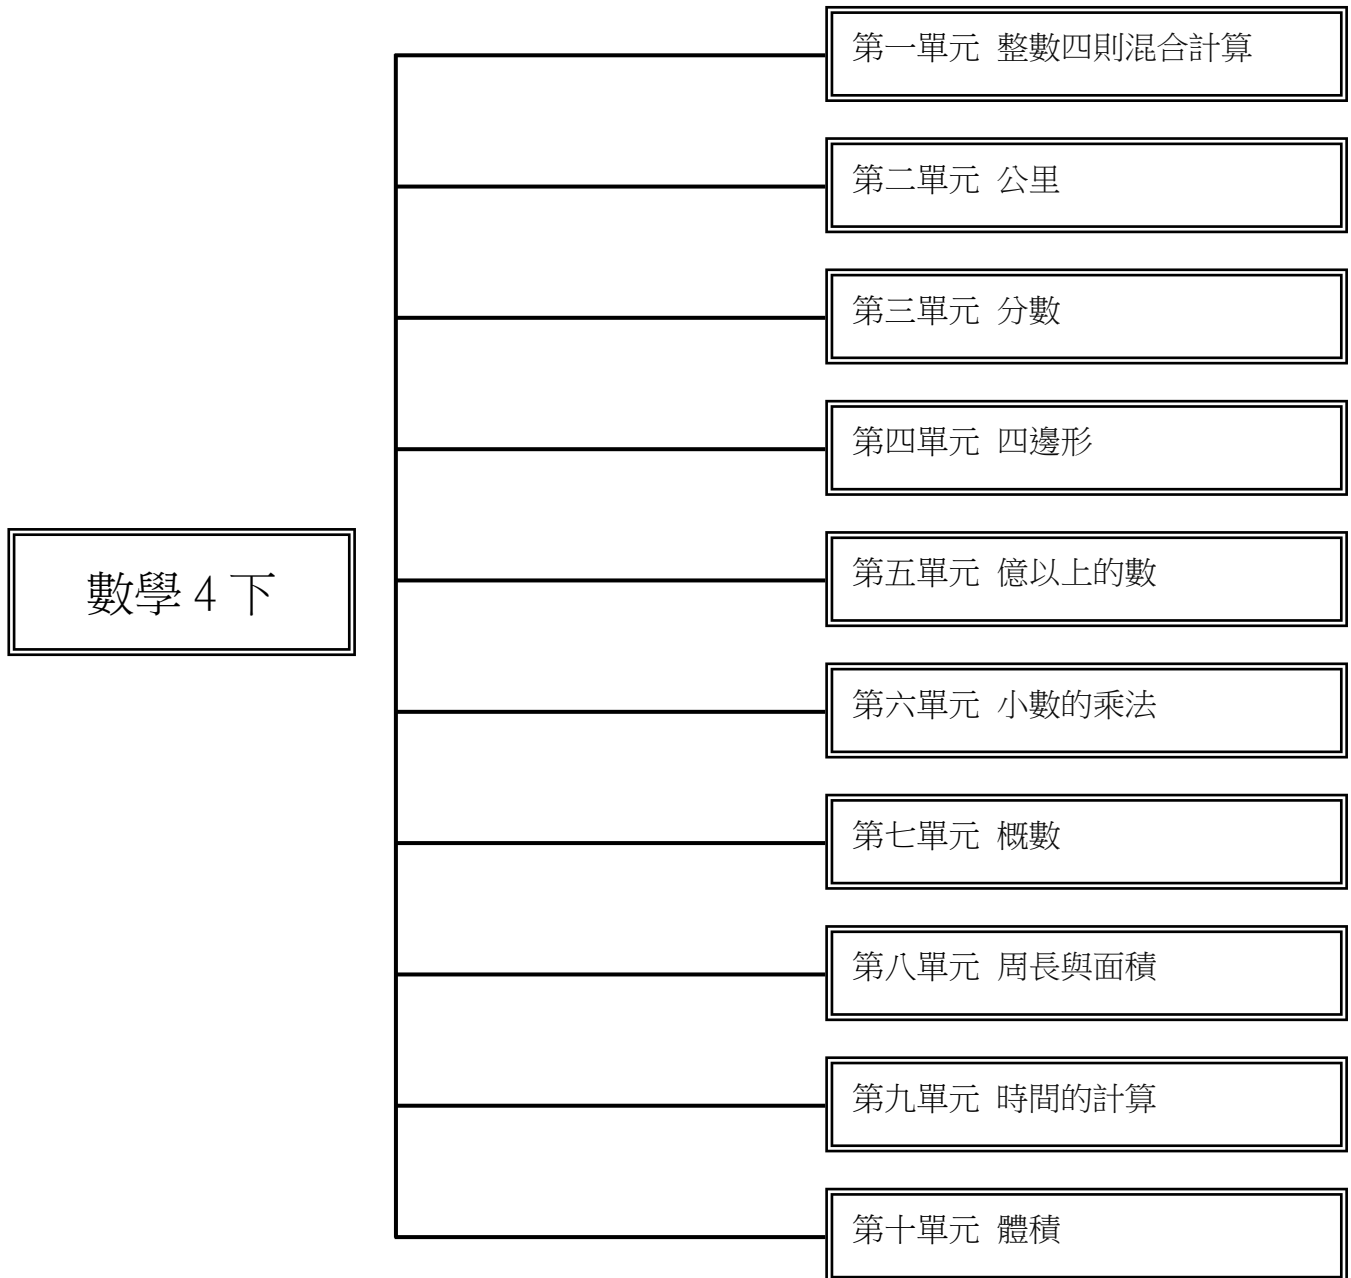 第一單元 整數四則混合計算
第二單元 公里
第三單元 分數
第四單元 四邊形
數學 4 下
第五單元 億以上的數
第六單元 小數的乘法
第七單元 概數
第八單元 周長與面積
第九單元 時間的計算
第十單元 體積